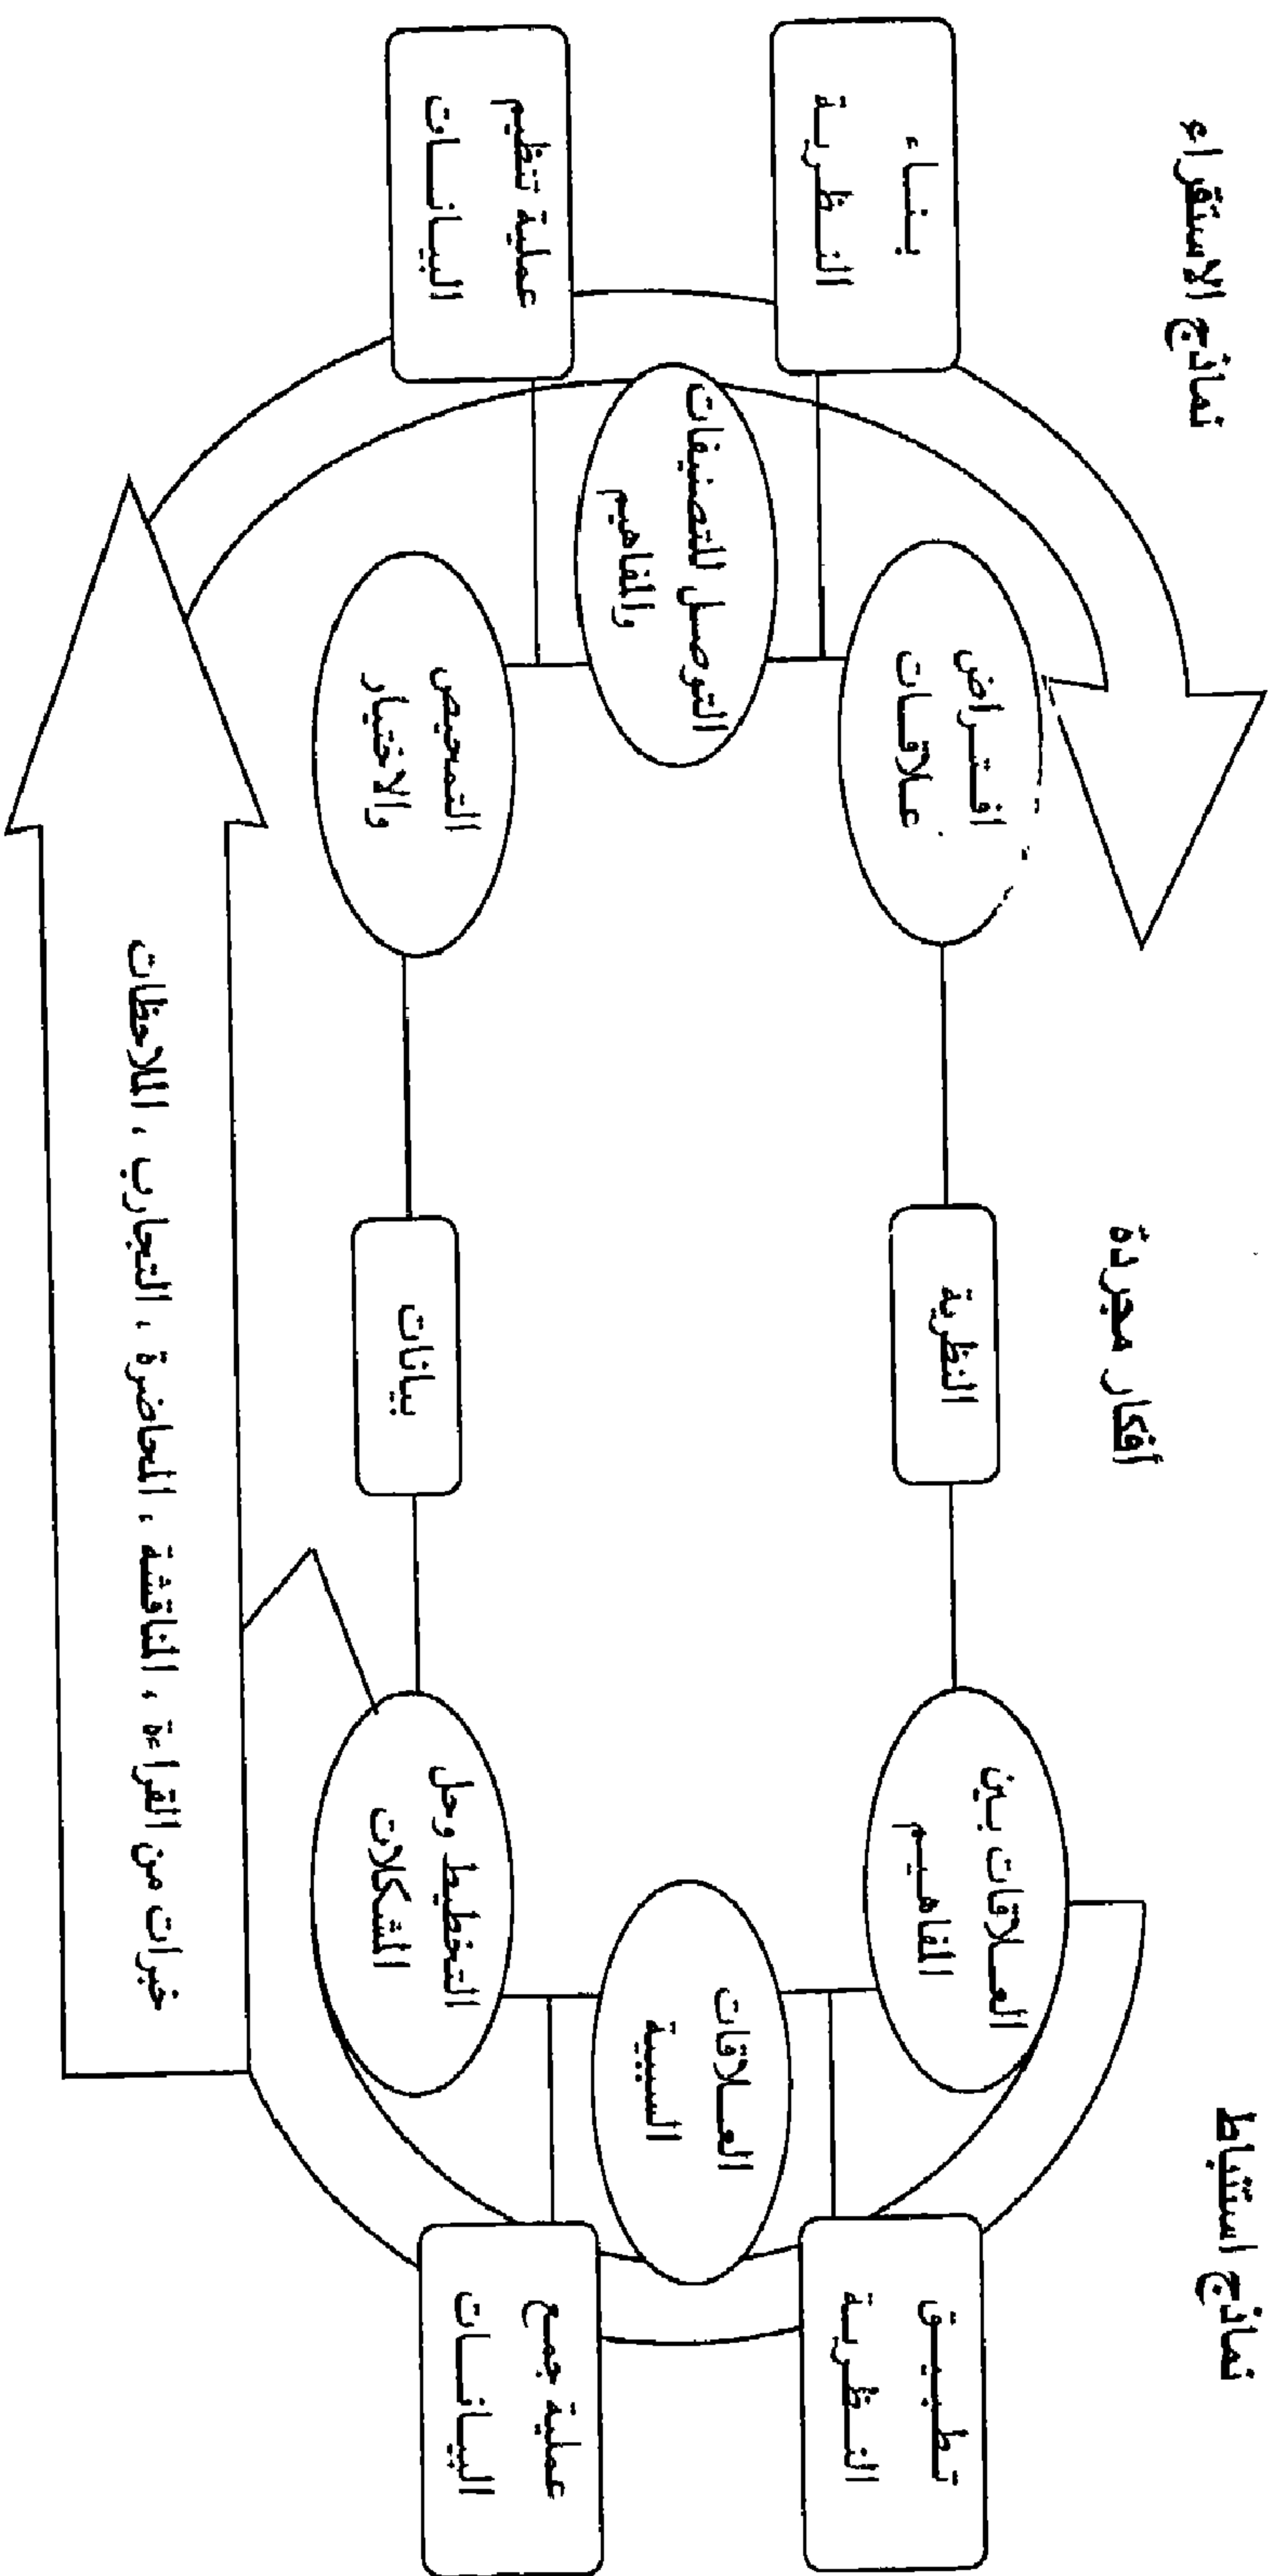 نماذج استنباط
أفكار مجردة
نماذج الاستقراء
العلاقات بين
المفاهيم
النظرية
افتراض
علاقات
تطبيق
النظرية
بناء
النظرية
العلاقات
السببية
التوصل للتصنيفات
والمفاهيم
عملية جمع
البيانات
عملية تنظيم
البيانات
التخطيط وحل
المشكلات
بيانات
التمحيص
والاختيار
خبرات من القراءة ، المناقشة ، المحاضرة ، التجارب ، الملاحظات